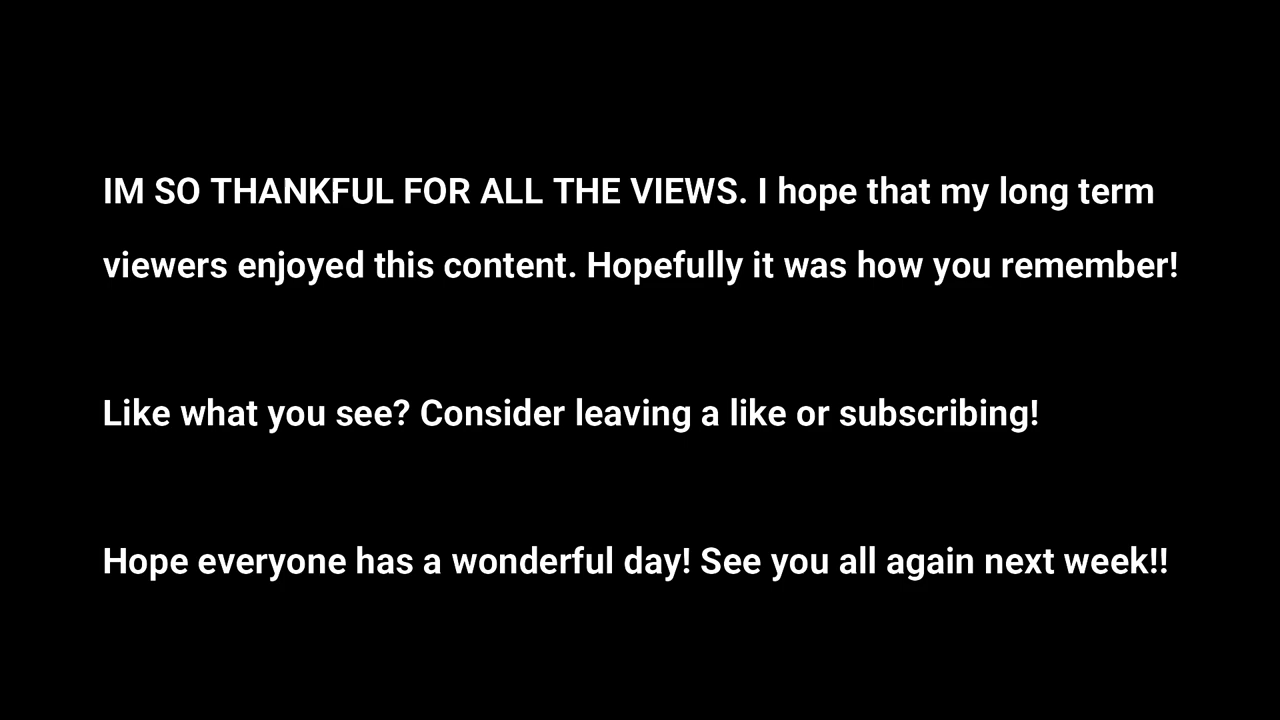 IM SO THANKFUL FOR ALL THE VIEWS. I hope that my long term
viewers enjoyed this content. Hopefully it was how you remember!
Like what you see? Consider leaving a like or subscribing!
Hope everyone has a wonderful day! See you all again next week!!